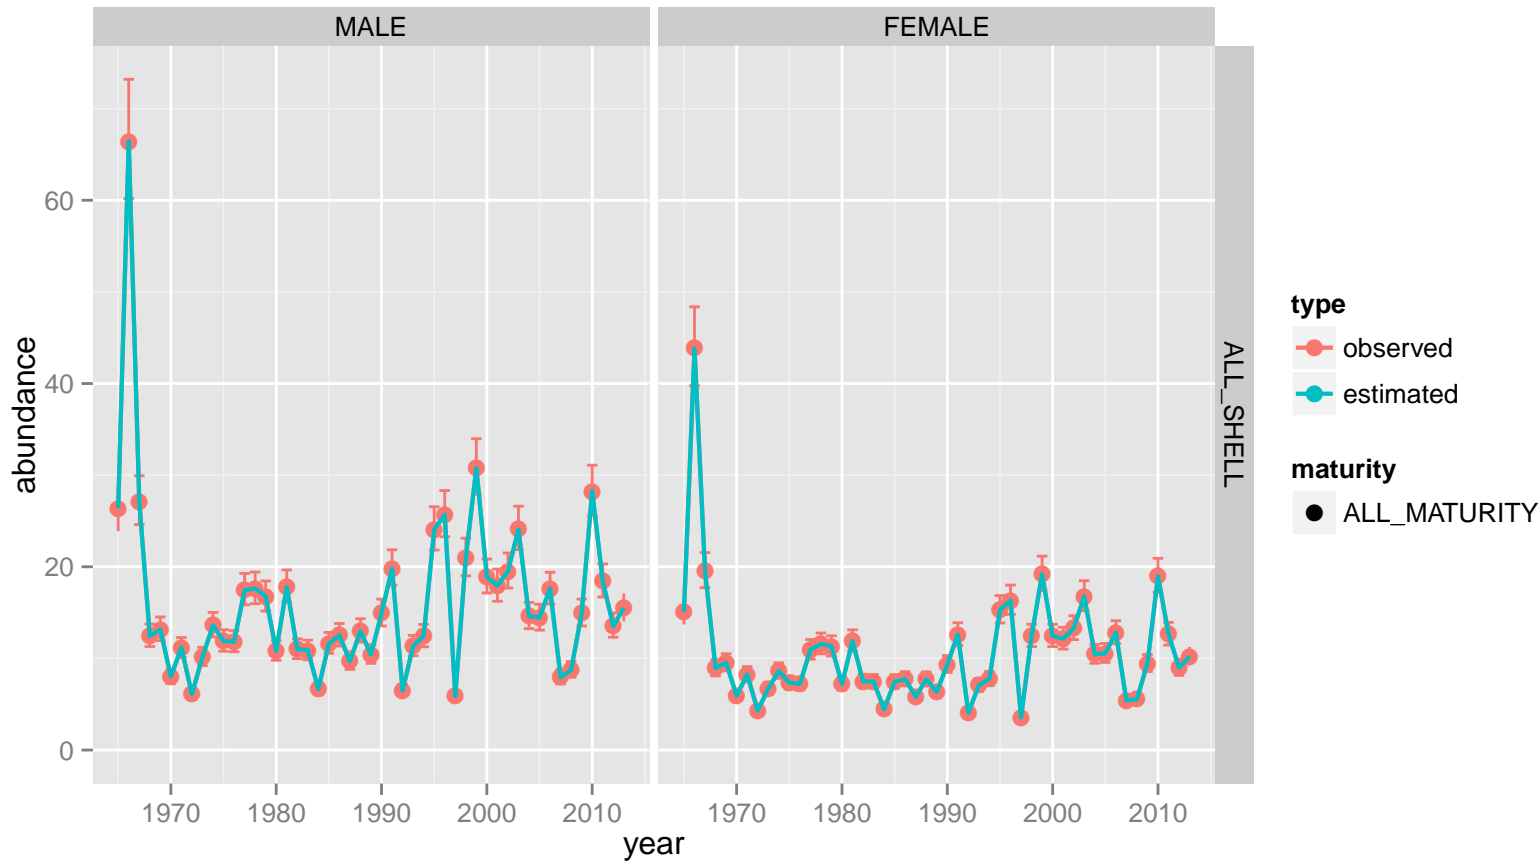 MALE
FEMALE
ALL_SHELL
abundance
60
40
20
0
1970
1980
1990
2000
2010
1970
1980
1990
2000
2010
year
type
observed
estimated
maturity
ALL_MATURITY